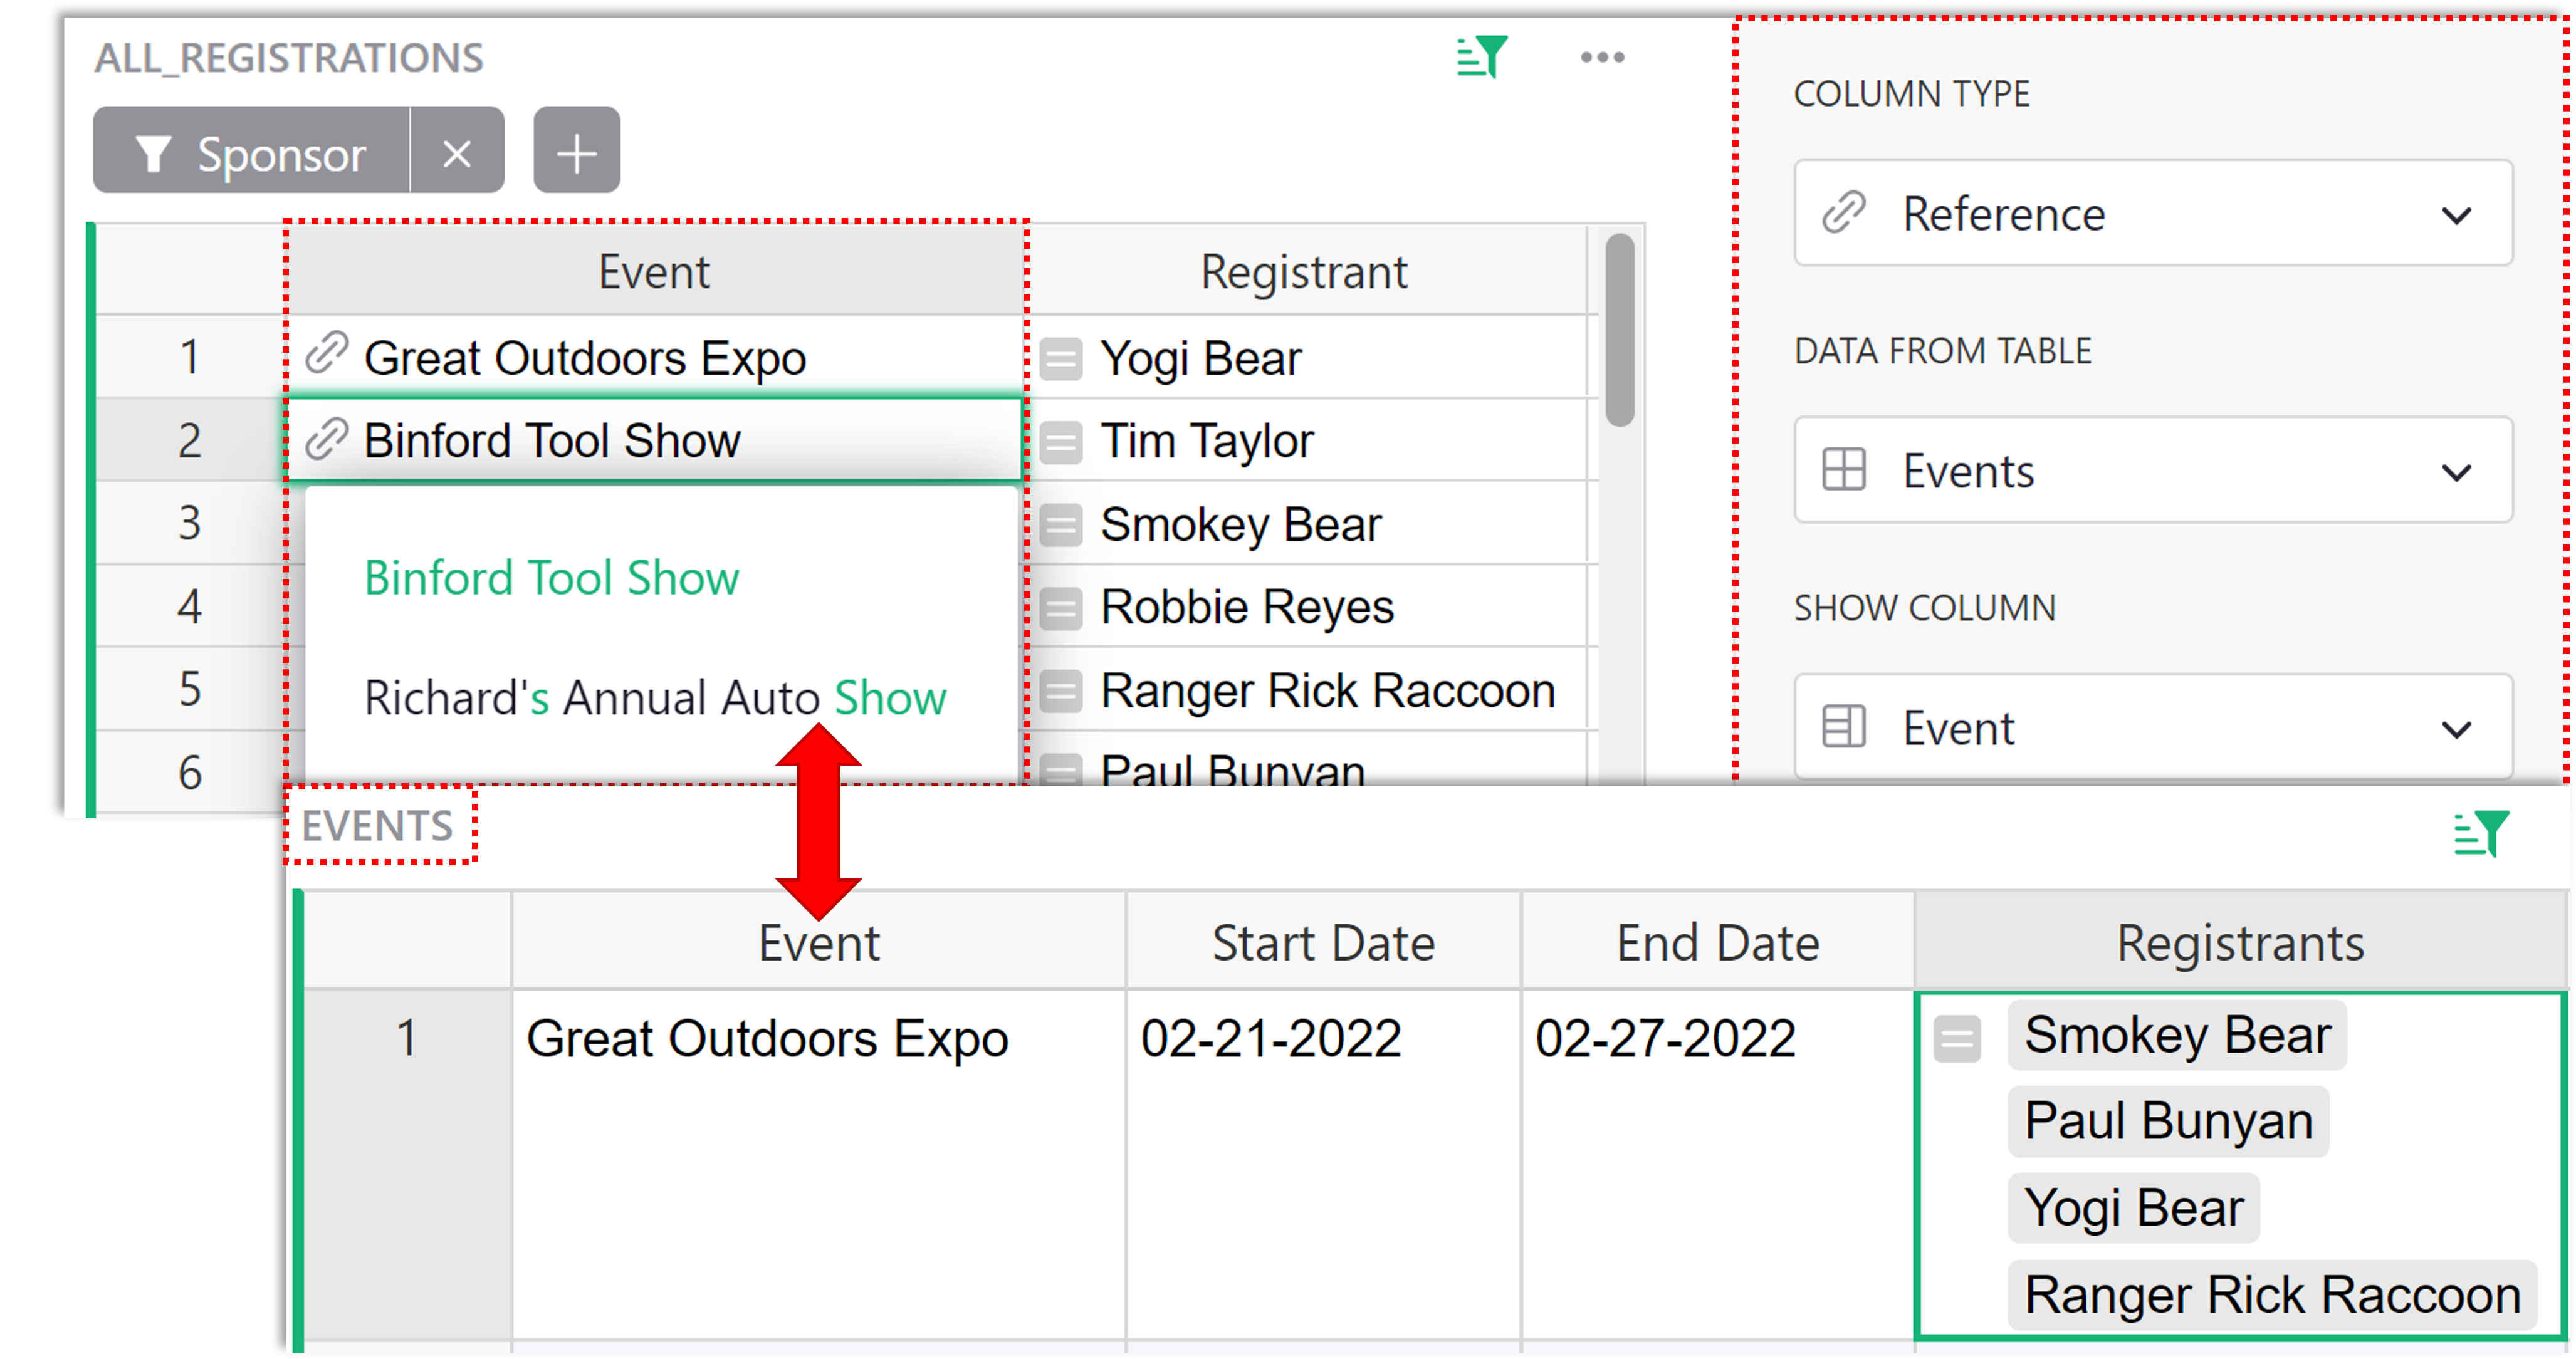 ALL_REGISTRATIONS
Sponsor
Event Registrant
1 Great Outdoors Expo Yogi Bear
2 Binford Tool Show Tim Taylor
3 Smokey Bear
Binford Tool Show
4 Robbie Reyes
5 Richard's Annual Auto Show Ranger Rick Raccoon
6 Paul Bunyan
COLUMN TYPE
Reference
DATA FROM TABLE
Events
SHOW COLUMN
Event
EVENTS
Event Start Date End Date Registrants
1 Great Outdoors Expo 02-21-2022 02-27-2022 Smokey Bear
Paul Bunyan
Yogi Bear
Ranger Rick Raccoon